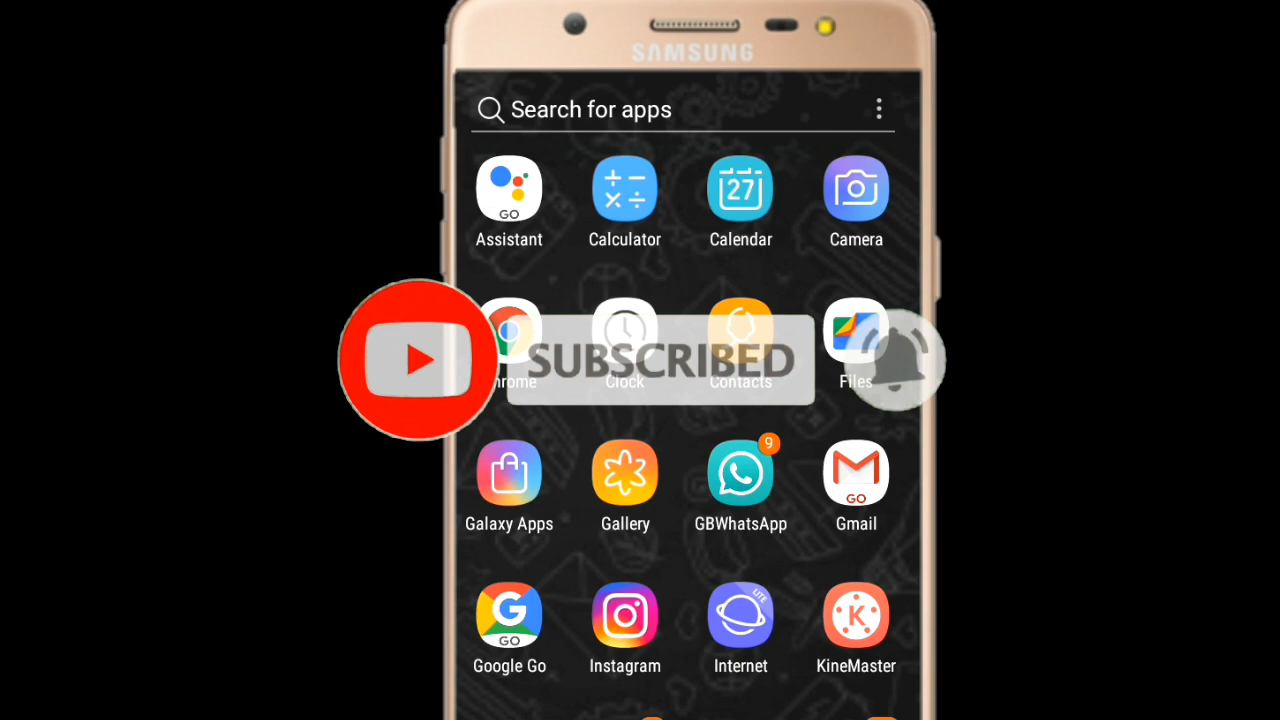 SAMSUNG
Search for apps
GO
27
Assistant Calculator Calendar Camera
SUBSCRIBED
Chrome Clock Contacts Files
9
GO
Galaxy Apps Gallery GBWhatsApp Gmail
LITE
G K
GO
Google Go Instagram Internet KineMaster